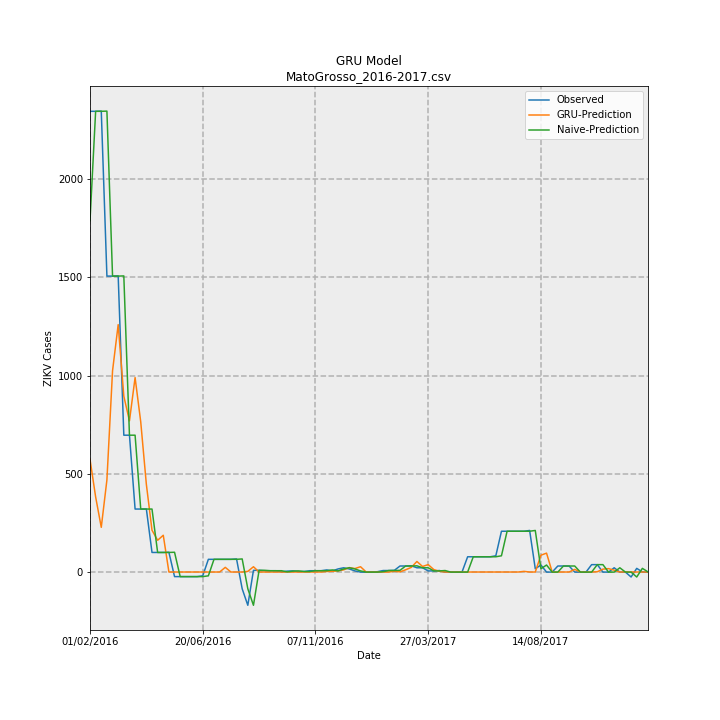 GRU Model
MatoGrosso_2016-2017.csv
Observed
GRU-Prediction
Naive-Prediction
2000
1500
1000
500
0
ZIKV Cases
01/02/2016
20/06/2016
07/11/2016
27/03/2017
14/08/2017
Date